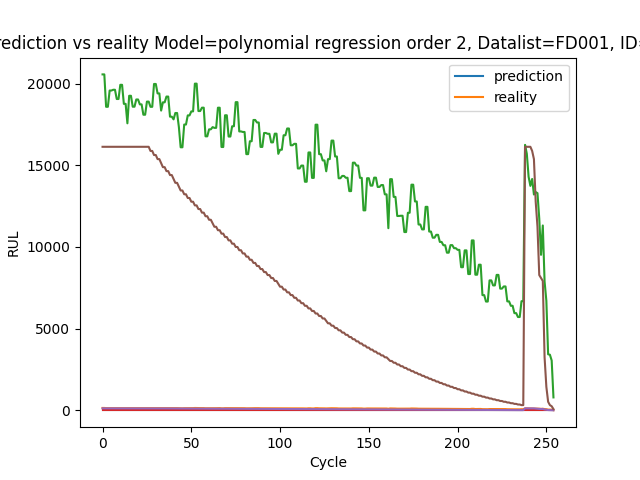 rediction vs reality Model=polynomial regression order 2, Datalist=FD001, ID=
prediction
reality
RUL
20000
15000
10000
5000
0
0 50 100 150 200 250
Cycle